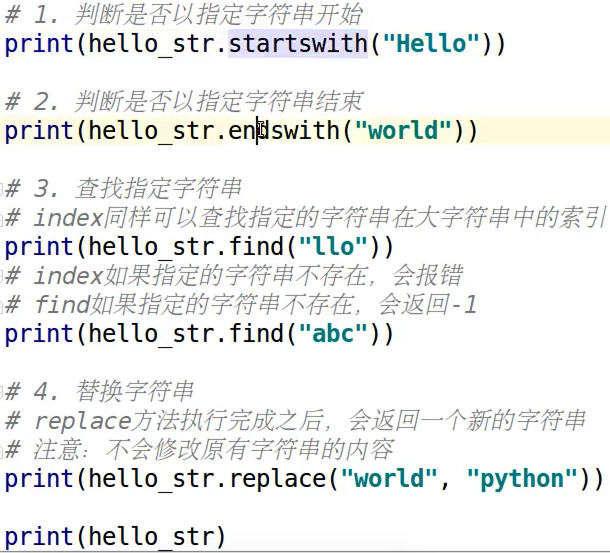 # 1. 判断是否以指定字符串开始
print(hello_str.startswith("Hello"))
# 2. 判断是否以指定字符串结束
print(hello_str.endswith("world"))
# 3. 查找指定字符串
# index同样可以查找指定的字符串在大字符串中的索引
print(hello_str.find("llo"))
# index如果指定的字符串不存在，会报错
# find如果指定的字符串不存在，会返回-1
print(hello_str.find("abc"))
# 4. 替换字符串
# replace方法执行完成之后，会返回一个新的字符串
# 注意：不会修改原有字符串的内容
print(hello_str.replace("world", "python"))
print(hello_str)